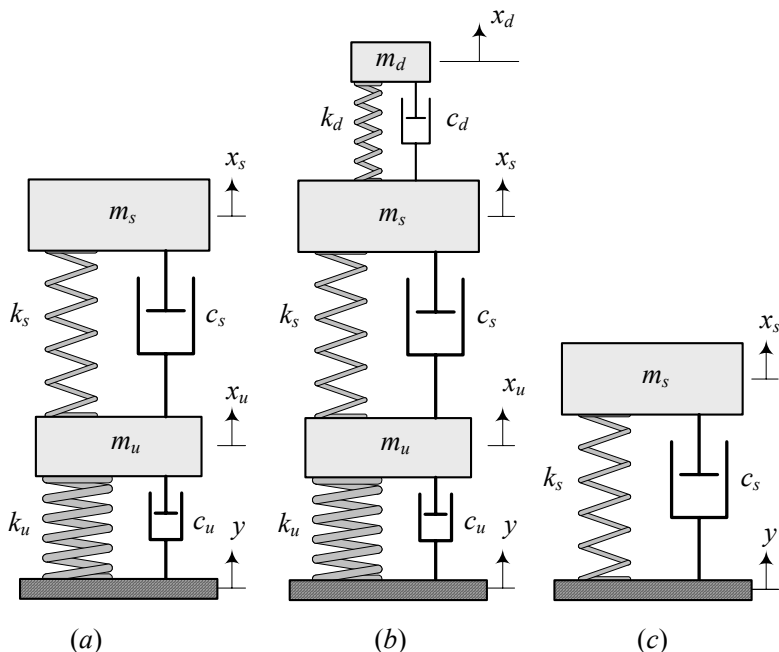 x_d
m_d
k_d
c_d
x_s
m_s
k_s
c_s
x_u
m_u
k_u
c_u
y
(a)
x_s
m_s
k_s
c_s
x_u
m_u
k_u
c_u
y
(b)
x_s
m_s
k_s
c_s
y
(c)